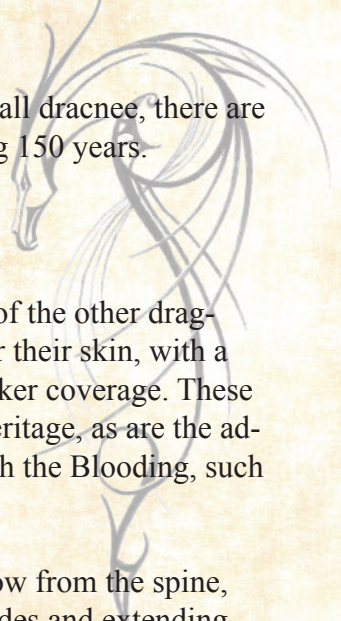 all dracnee, there are
g 150 years.
of the other drag-
r their skin, with a
ker coverage. These
eritage, as are the ad-
h the Blooding, such
ow from the spine,
des and extending